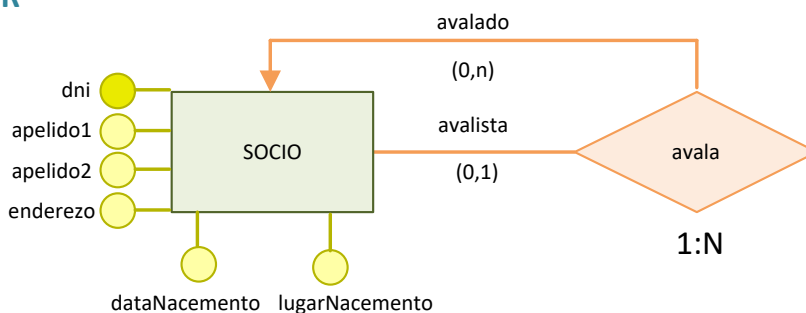 R
avalado
(0,n)
dni
apelido1
avalista
SOCIO
avala
apelido2
(0,1)
enderezo
1:N
dataNacemento
lugarNacemento